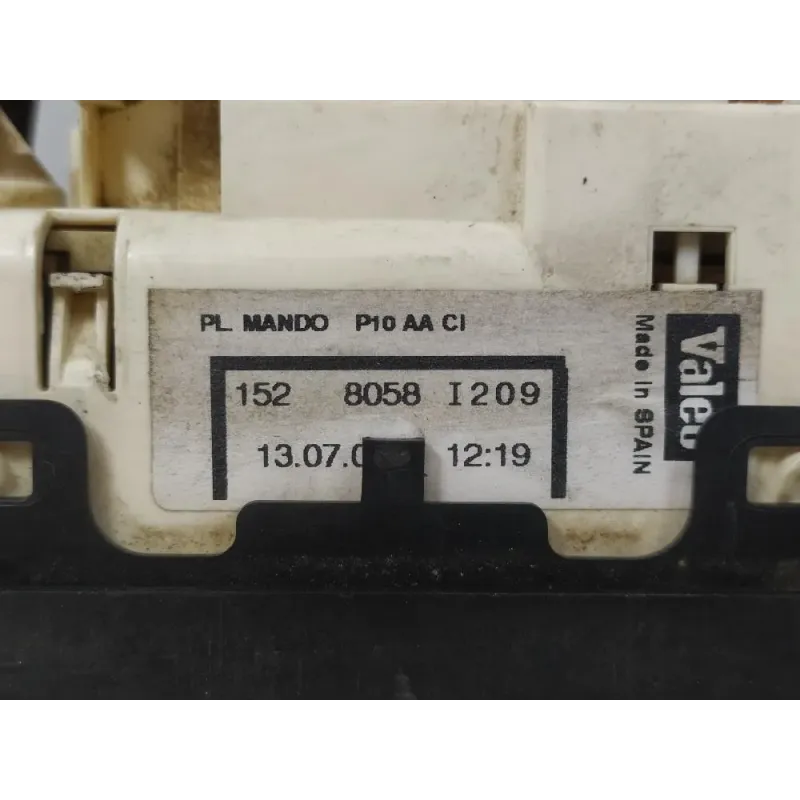 PL. MANDO P10 AA CI
152 8058 I209
12:19
Made in SPAIN
Valeo